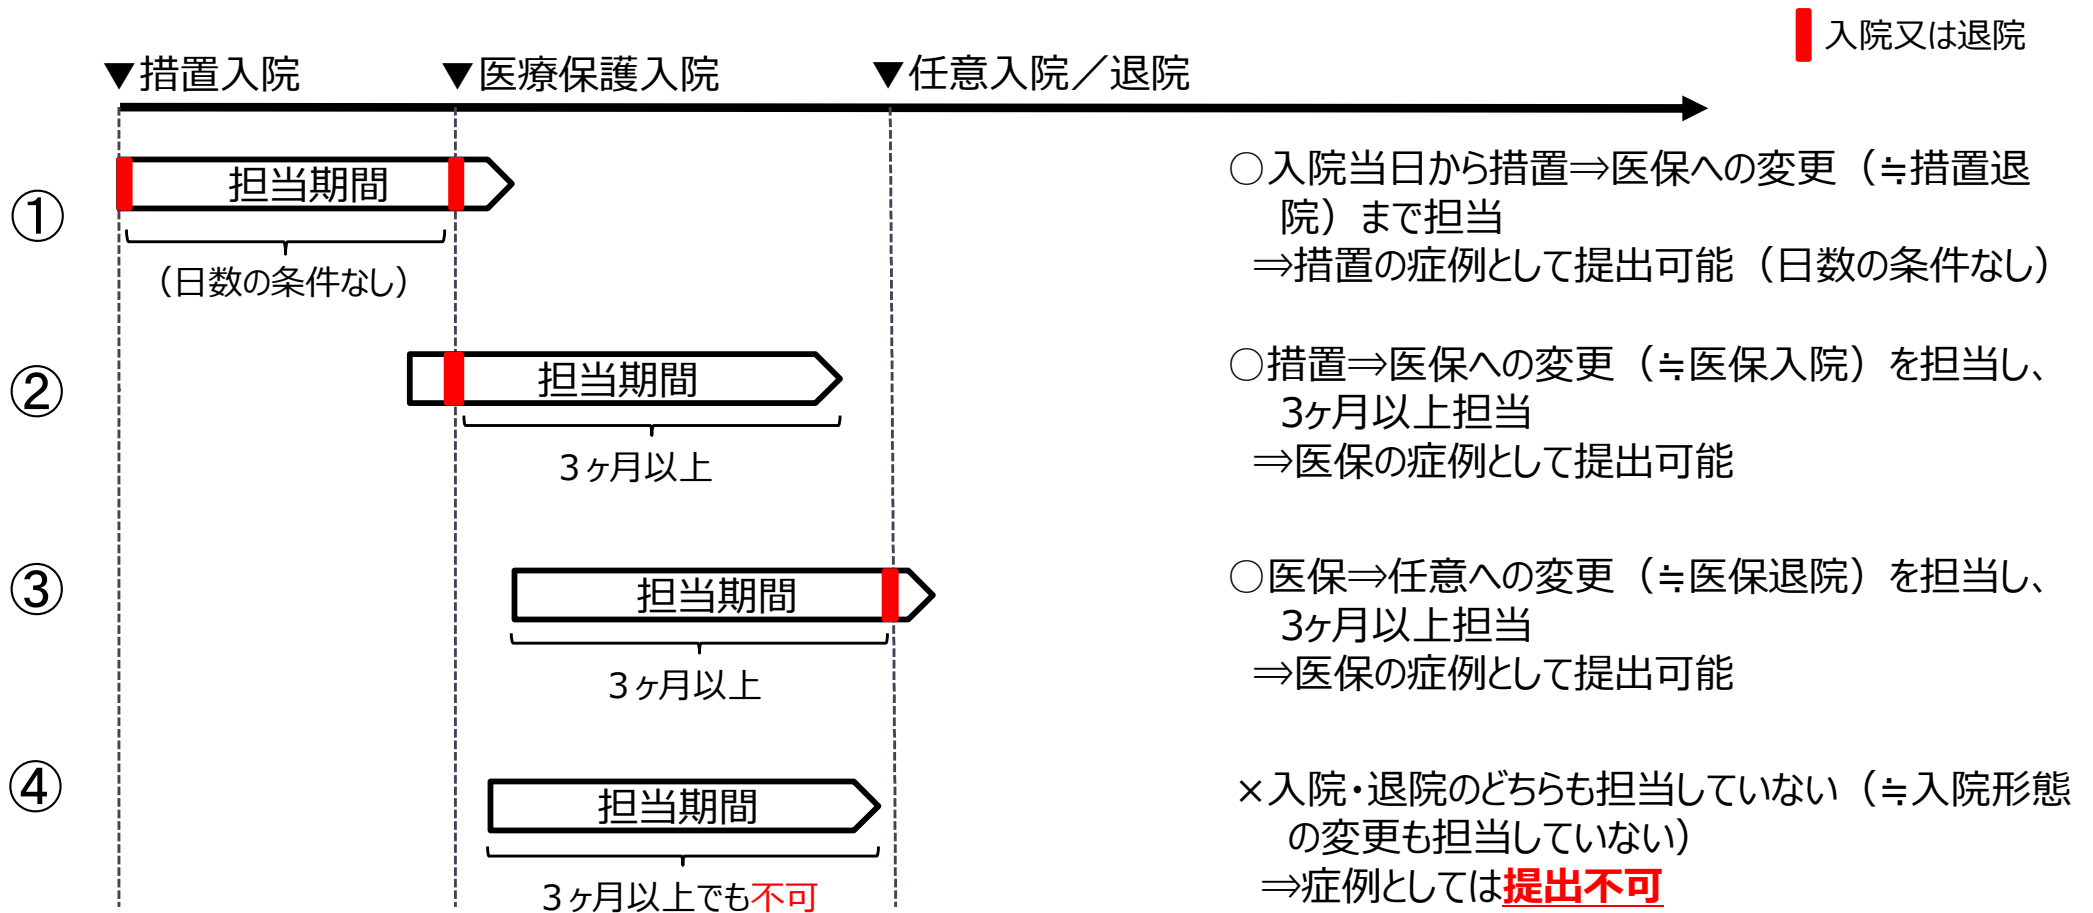 入院又は退院
▼措置入院
▼医療保護入院
▼任意入院／退院
①
担当期間
（日数の条件なし）
○入院当日から措置⇒医保への変更（≒措置退
院）まで担当
⇒措置の症例として提出可能（日数の条件なし）
②
担当期間
３ヶ月以上
○措置⇒医保への変更（≒医保入院）を担当し、
3ヶ月以上担当
⇒医保の症例として提出可能
③
担当期間
３ヶ月以上
○医保⇒任意への変更（≒医保退院）を担当し、
3ヶ月以上担当
⇒医保の症例として提出可能
④
担当期間
３ヶ月以上でも不可
×入院・退院のどちらも担当していない（≒入院形態
の変更も担当していない）
⇒症例としては提出不可